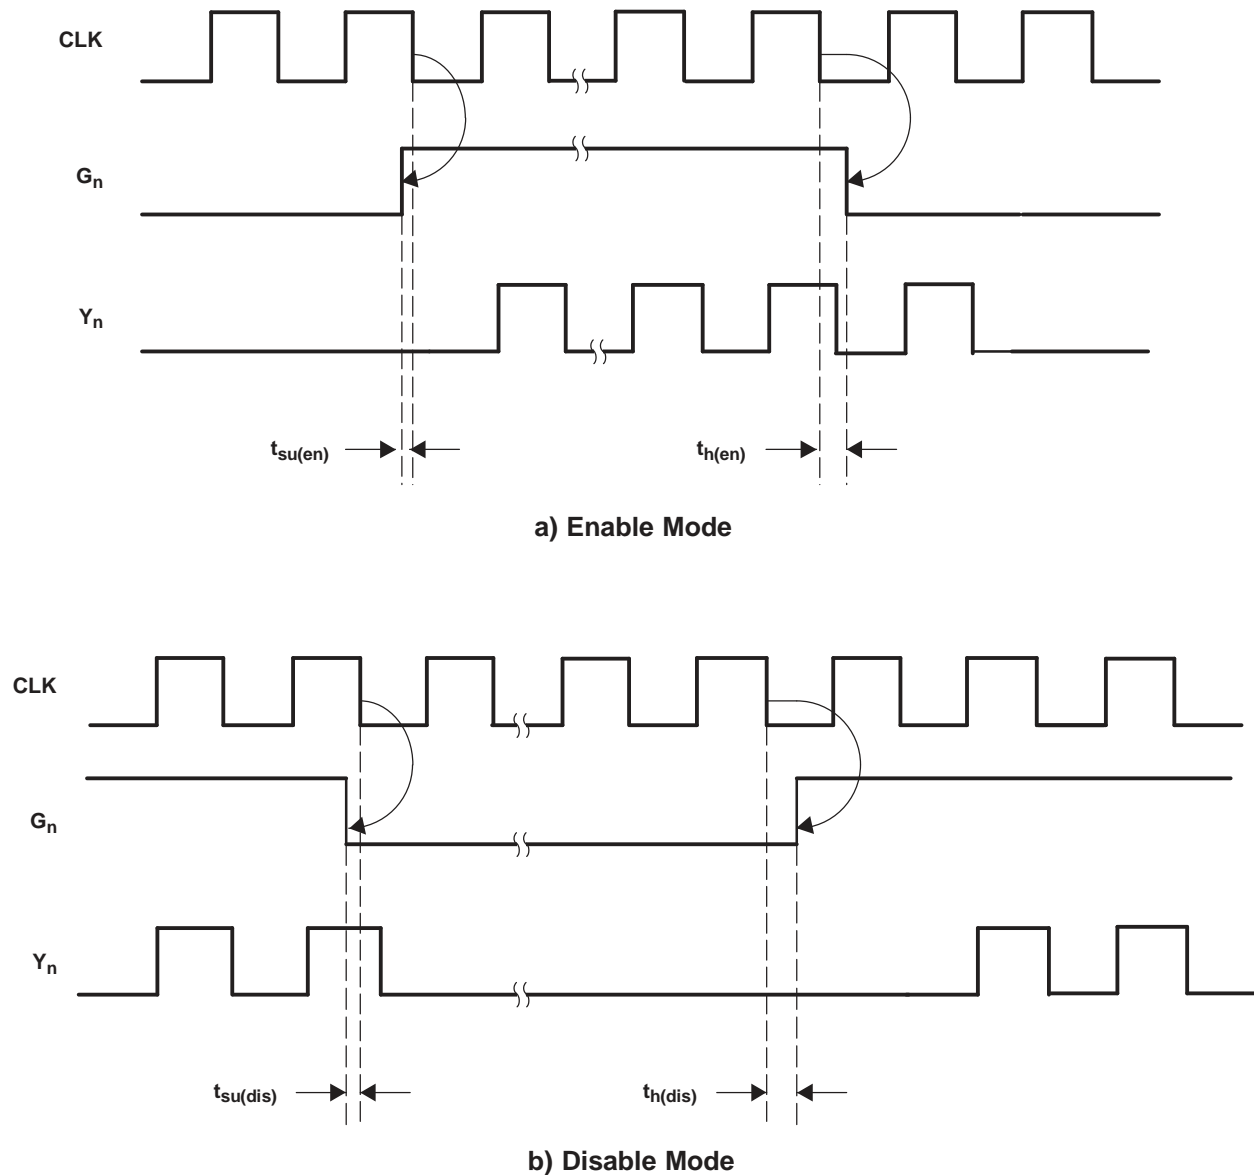 CLK
Gn
Yn
tsu(en)
th(en)
a) Enable Mode
CLK
Gn
Yn
tsu(dis)
th(dis)
b) Disable Mode